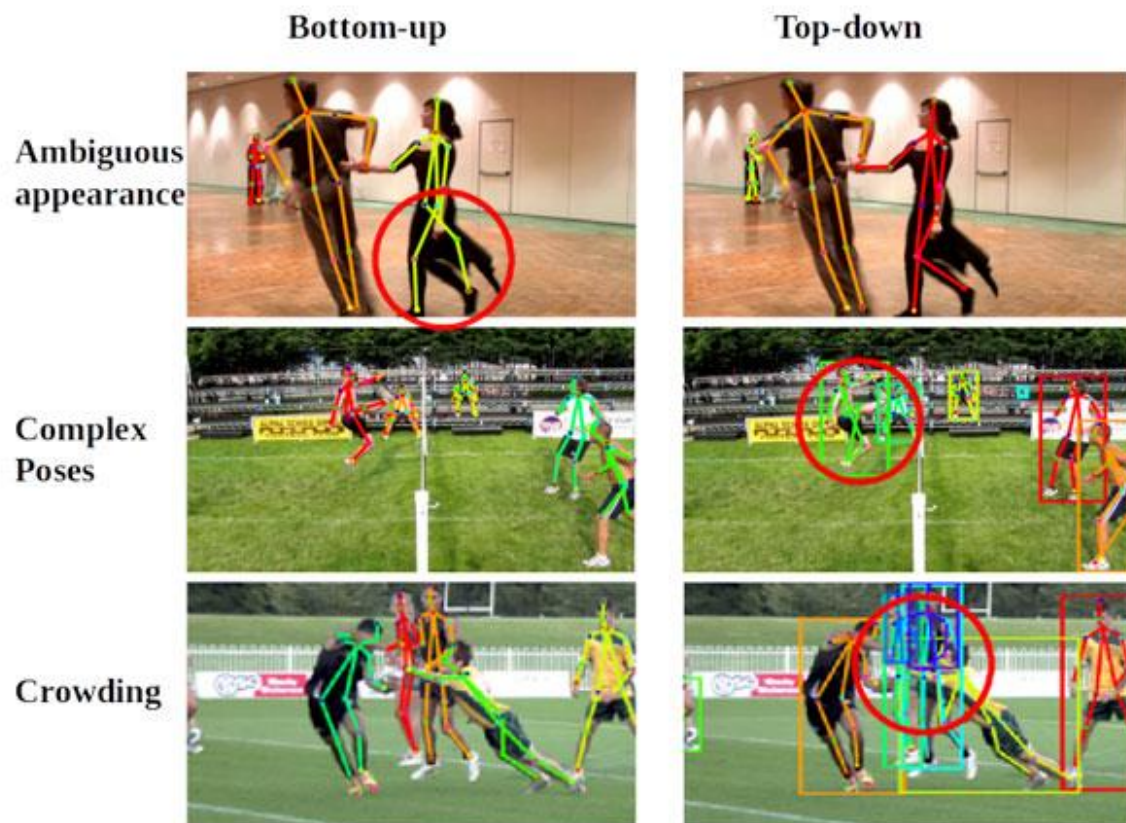 Bottom-up
Top-down
Ambiguous
appearance
Complex
Poses
Crowding